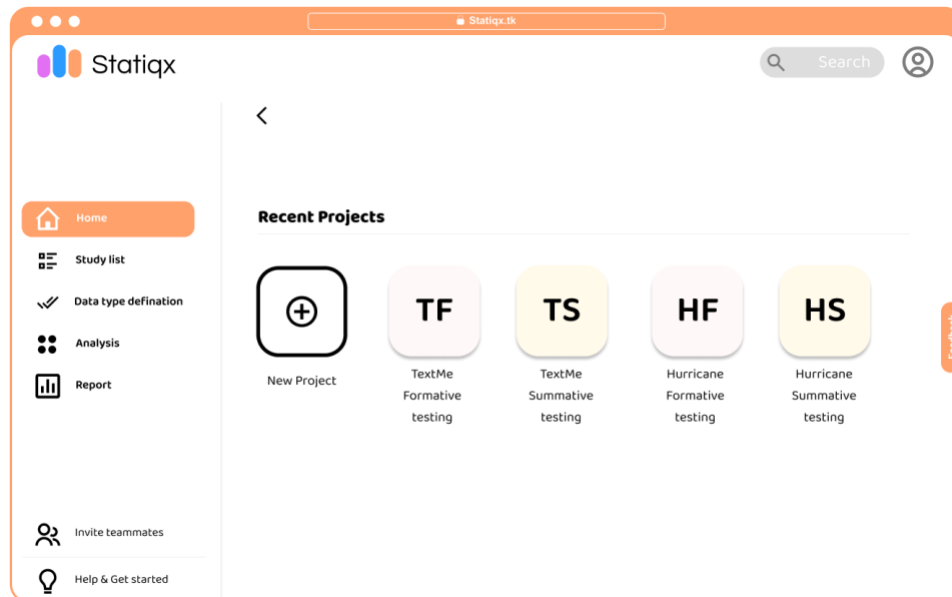 Statiqx.tk
Statiqx
Search
Home
Study list
Data type defination
Analysis
Report
Invite teammates
Help & Get started
Recent Projects
TF
TS
HF
HS
New Project
TextMe
Formative
testing
TextMe
Summative
testing
Hurricane
Formative
testing
Hurricane
Summative
testing
Feedback